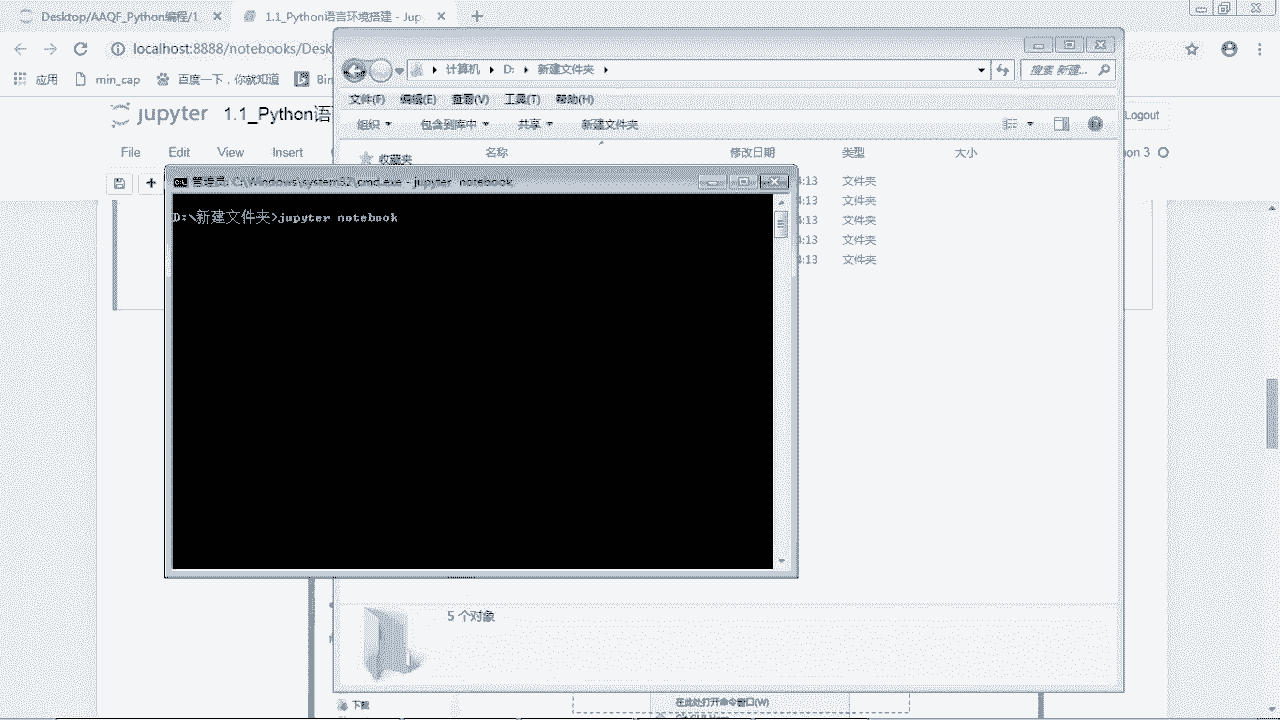 Desktop/AAQF_Python编程/1
1.1_Python语言环境搭建 - Jup
localhost:8888/notebooks/Desk
应用
min_cap
百度一下，你就知道
Bin
jupyter 1.1_Python语
Logout
File Edit View Insert
on 3
计算机 D: 新建文件夹
搜索 新建...
文件(F) 编辑(E) 查看(V) 工具(T) 帮助(H)
组织 包含到库中 共享 新建文件夹
收藏夹
名称 修改日期 类型 大小
4:13 文件夹
4:13 文件夹
4:13 文件夹
4:13 文件夹
4:13 文件夹
管理员: C:\Windows\system32\cmd.exe - jupyter notebook
D:\新建文件夹>jupyter notebook
5 个对象
下载
在此处打开命令窗口(W)